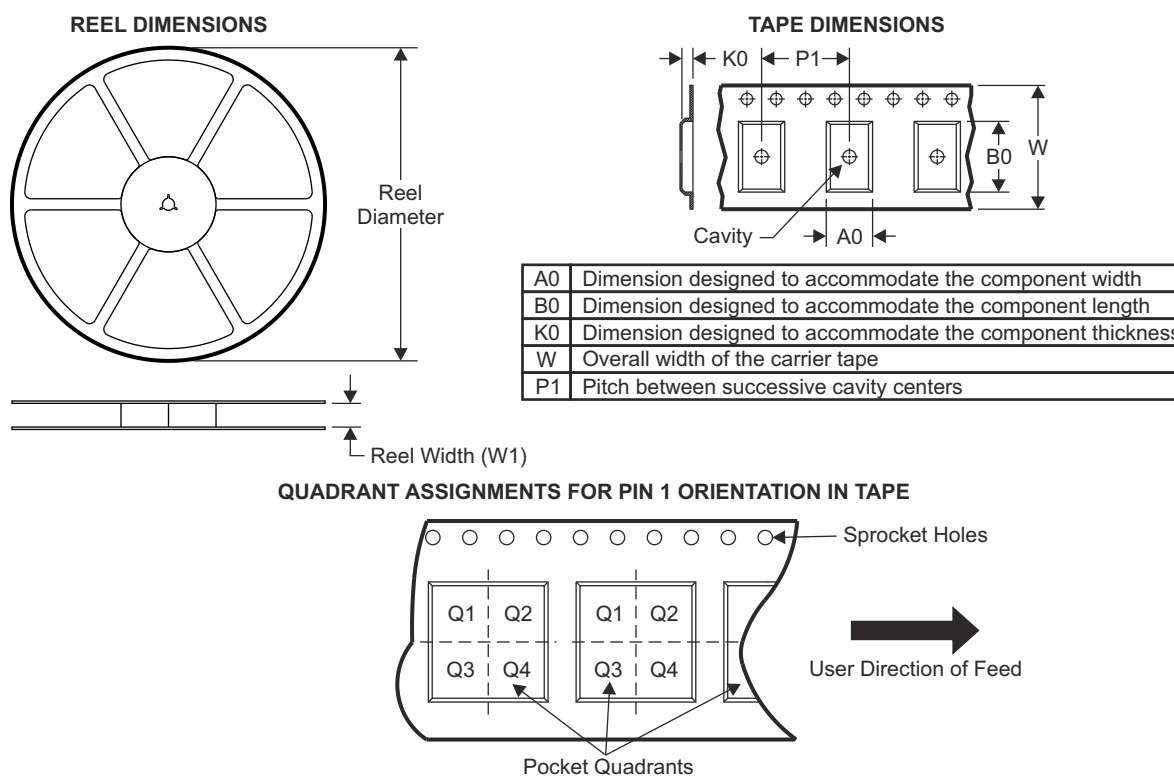 REEL DIMENSIONS
Reel
Diameter
Reel Width (W1)
TAPE DIMENSIONS
K0
P1
B0
W
Cavity
A0
A0 Dimension designed to accommodate the component width
B0 Dimension designed to accommodate the component length
K0 Dimension designed to accommodate the component thickness
W Overall width of the carrier tape
P1 Pitch between successive cavity centers
QUADRANT ASSIGNMENTS FOR PIN 1 ORIENTATION IN TAPE
Sprocket Holes
Q1 Q2 Q1 Q2
Q3 Q4 Q3 Q4
User Direction of Feed
Pocket Quadrants